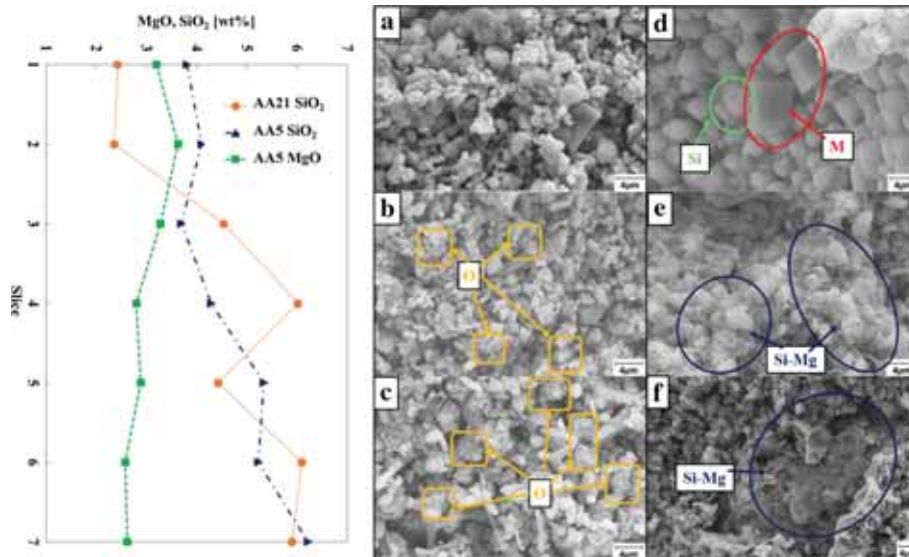 MgO, SiO₂ [wt%]
1 2 3 4 5 6 7
AA21 SiO₂
AA5 SiO₂
AA5 MgO
1
2
3
4
5
6
7
Slice
a
4μm
b
O
4μm
c
O
4μm
d
Si
M
4μm
e
Si-Mg
4μm
f
Si-Mg